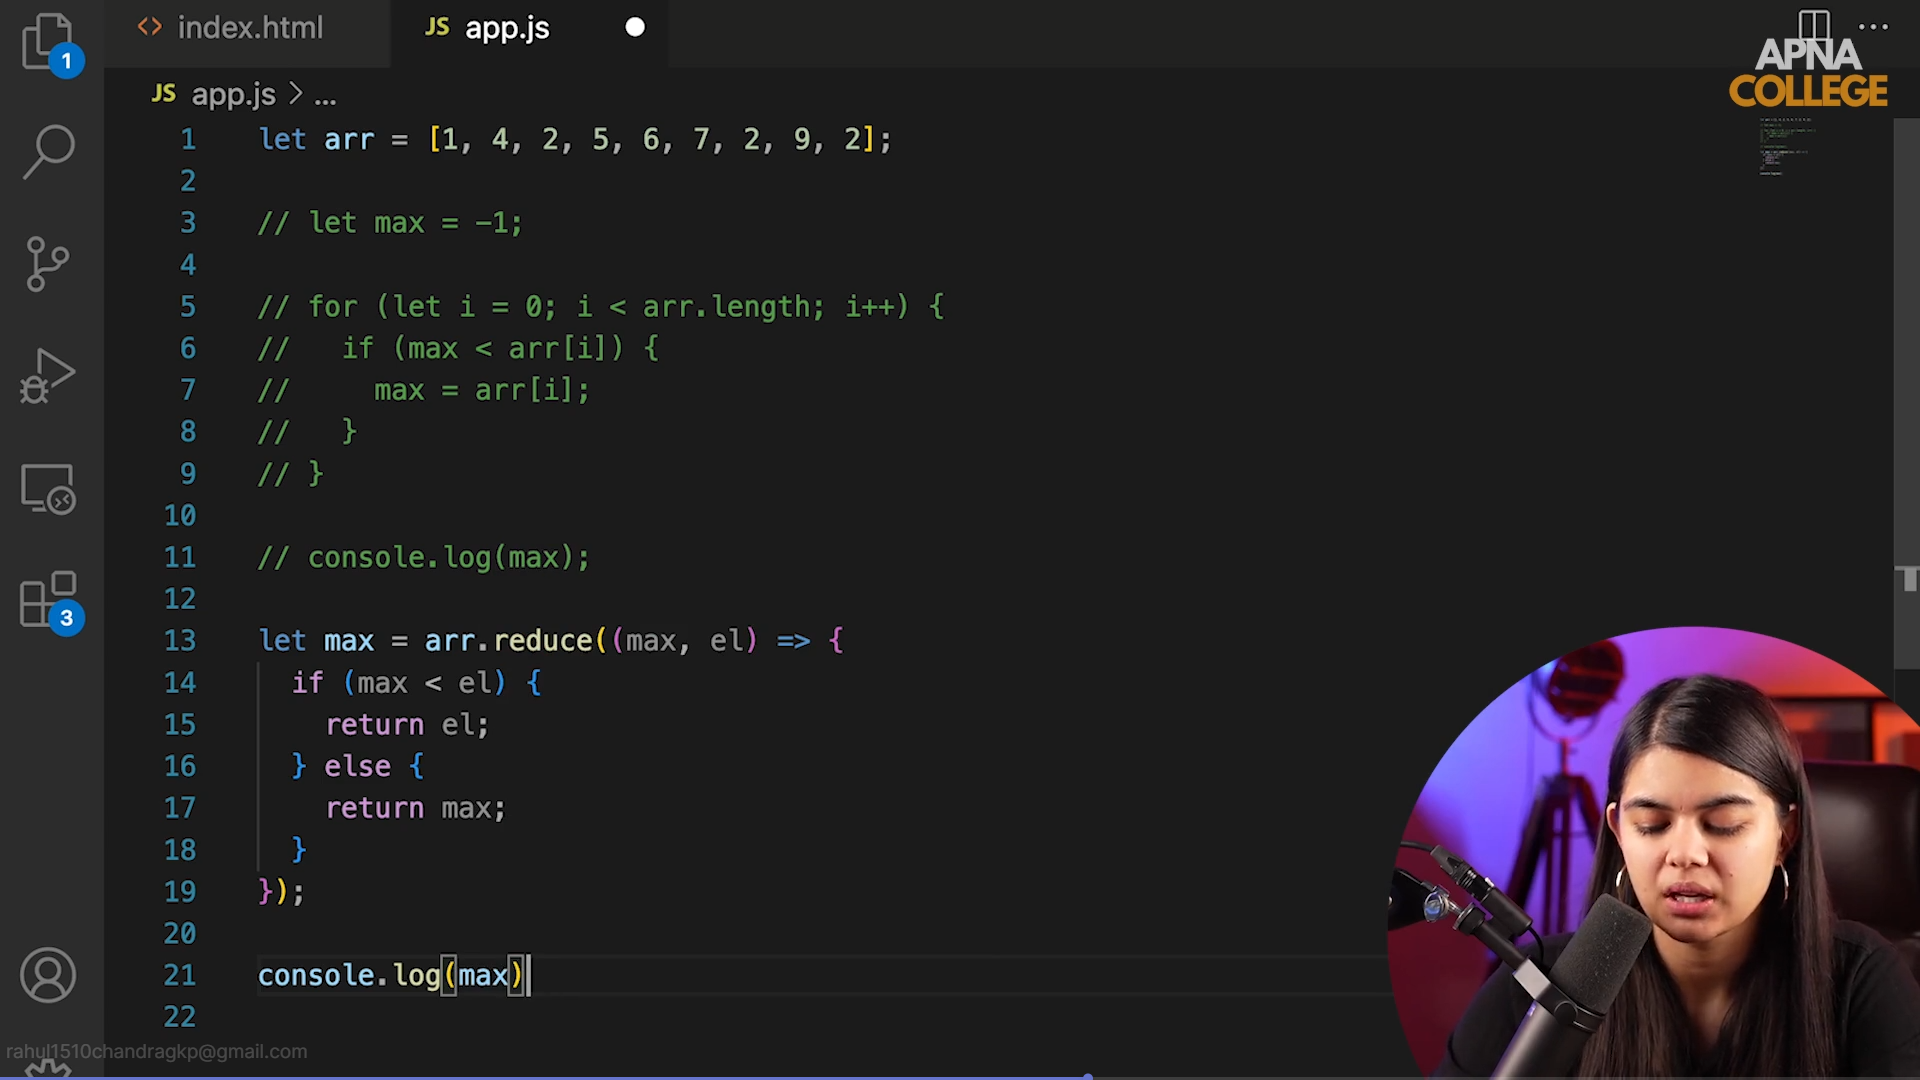 index.html
JS app.js
JS app.js > ...
APNA
COLLEGE
1
3
1 let arr = [1, 4, 2, 5, 6, 7, 2, 9, 2];
2
3 // let max = -1;
4
5 // for (let i = 0; i < arr.length; i++) {
6 //   if (max < arr[i]) {
7 //     max = arr[i];
8 //   }
9 // }
10
11 // console.log(max);
12
13 let max = arr.reduce((max, el) => {
14   if (max < el) {
15     return el;
16   } else {
17     return max;
18   }
19 });
20
21 console.log(max)
22
rahul1510chandragkp@gmail.com